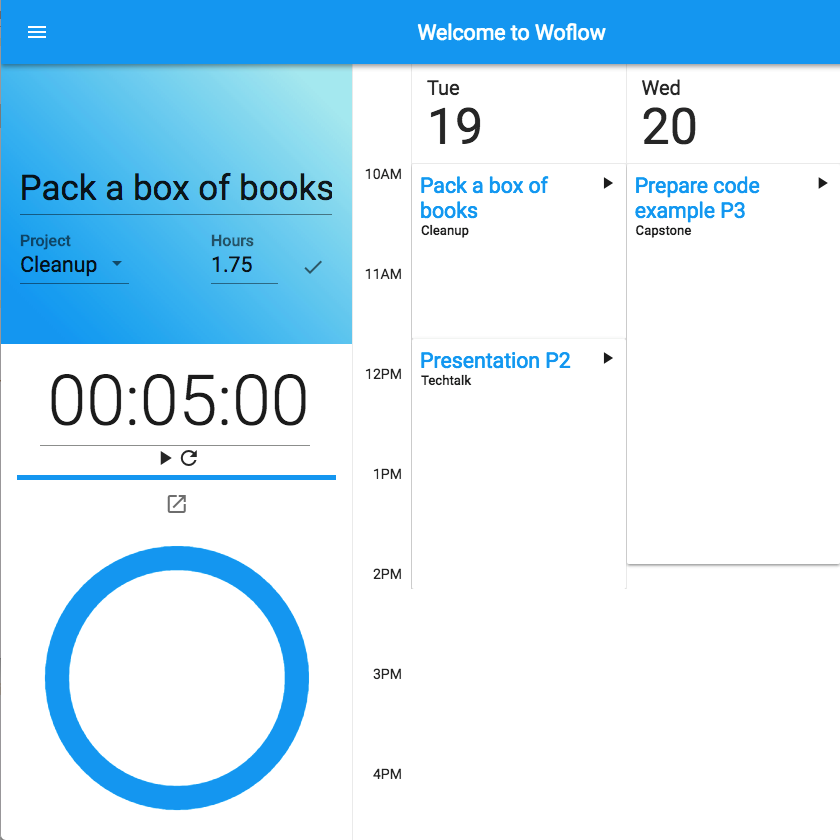 Welcome to Woflow
Pack a box of books
Project
Hours
Cleanup
1.75
00:05:00
Tue
19
Wed
20
10AM
11AM
12PM
1PM
2PM
3PM
4PM
Pack a box of
books
Cleanup
Presentation P2
Techtalk
Prepare code
example P3
Capstone